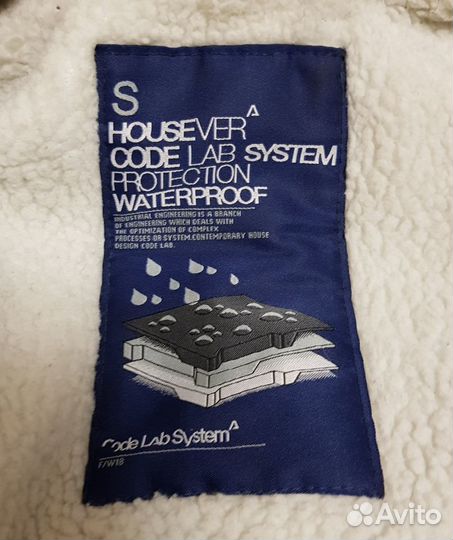 S
HOUSEVER^
CODE LAB SYSTEM
PROTECTION
WATERPROOF
INDUSTRIAL ENGINEERING IS A BRANCH
OF ENGINEERING WHICH DEALS WITH
THE OPTIMIZATION OF COMPLEX
PROCESSES OR SYSTEM.CONTEMPORARY HOUSE
DESIGN CODE LAB.
Code Lab System^
F/W18
Avito